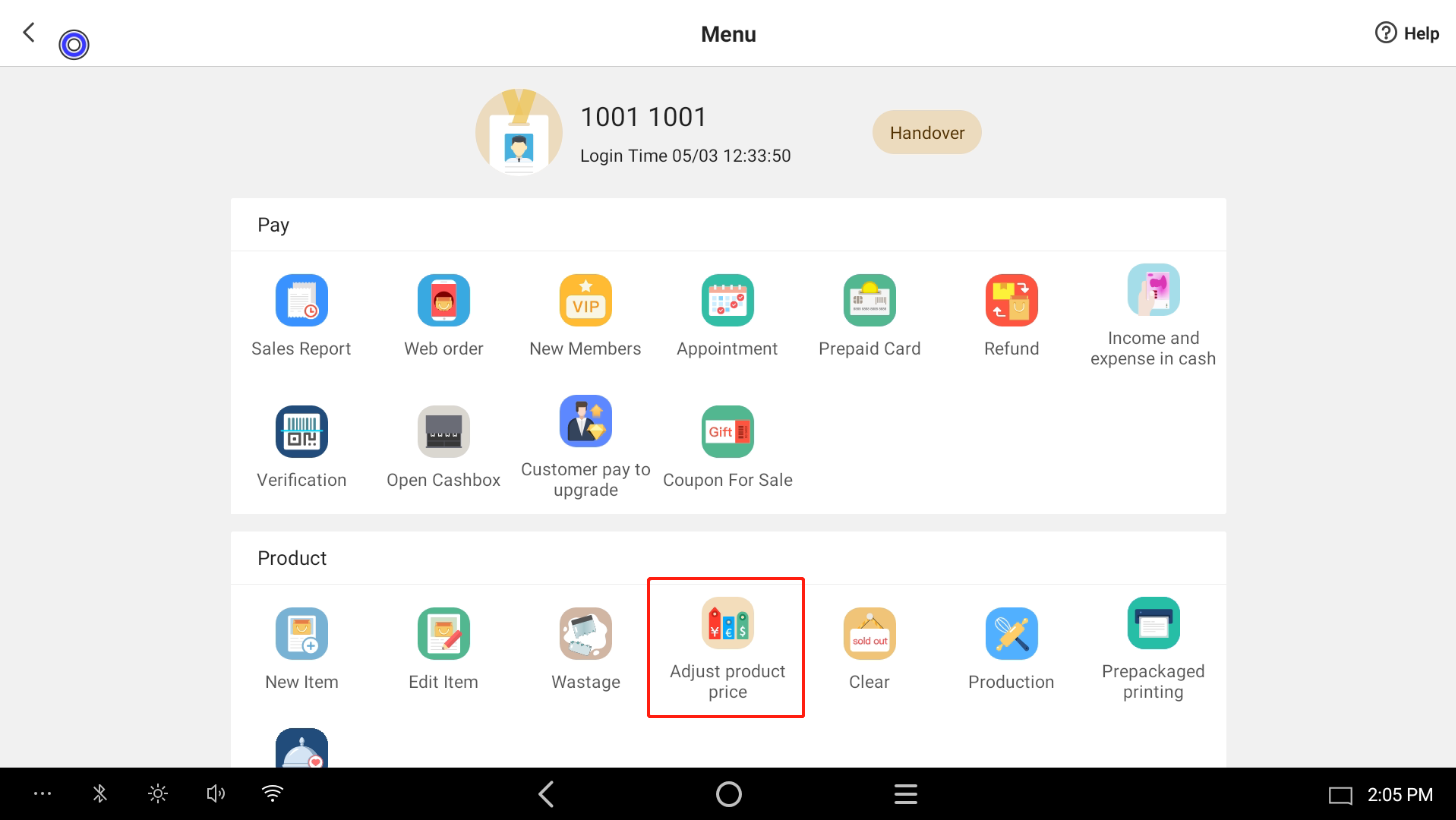 Menu
Help
1001 1001
Login Time 05/03 12:33:50
Handover
Pay
VIP
Sales Report
Web order
New Members
Appointment
Prepaid Card
Refund
Income and
expense in cash
Gift
Verification
Open Cashbox
Customer pay to
upgrade
Coupon For Sale
Product
¥ € $
sold out
New Item
Edit Item
Wastage
Adjust product
price
Clear
Production
Prepackaged
printing
2:05 PM